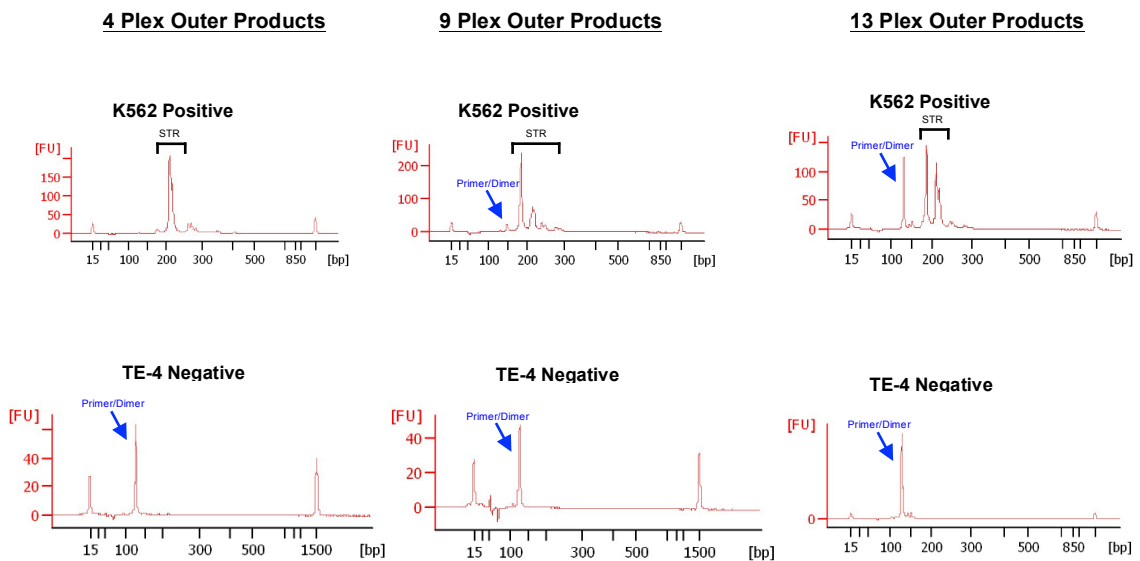 4 Plex Outer Products
9 Plex Outer Products
13 Plex Outer Products
K562 Positive
STR
[FU]
150
100
50
0
15 100 200 300 500 850 [bp]
K562 Positive
STR
[FU]
Primer/Dimer
200
100
0
15 100 200 300 500 850 [bp]
K562 Positive
STR
[FU]
Primer/Dimer
100
50
0
15 100 200 300 500 850 [bp]
TE-4 Negative
[FU]
Primer/Dimer
40
20
0
15 100 300 500 1500 [bp]
TE-4 Negative
[FU]
Primer/Dimer
40
20
0
15 100 300 500 1500 [bp]
TE-4 Negative
[FU]
Primer/Dimer
0
15 100 200 300 500 850 [bp]